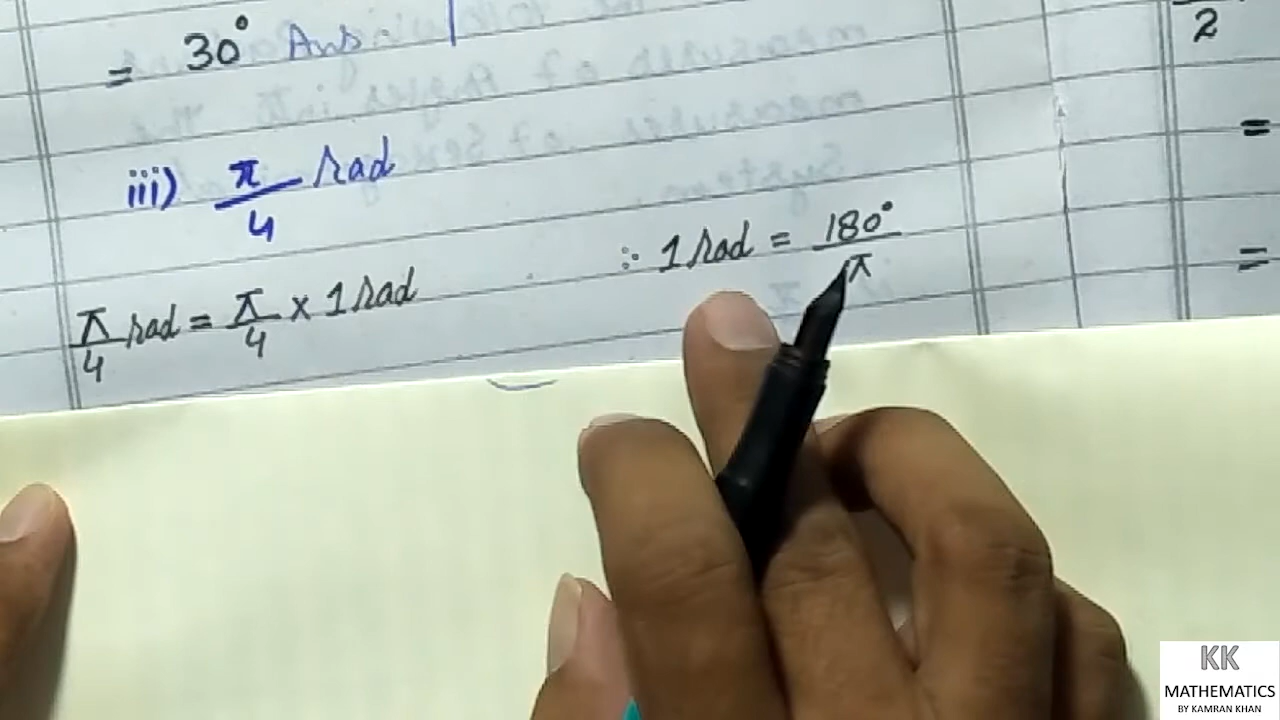 = 30° Ans
iii) π/4 rad
∵ 1 rad = 180°/π
π/4 rad = π/4 × 1 rad
2
=
=
KK
MATHEMATICS
BY KAMRAN KHAN